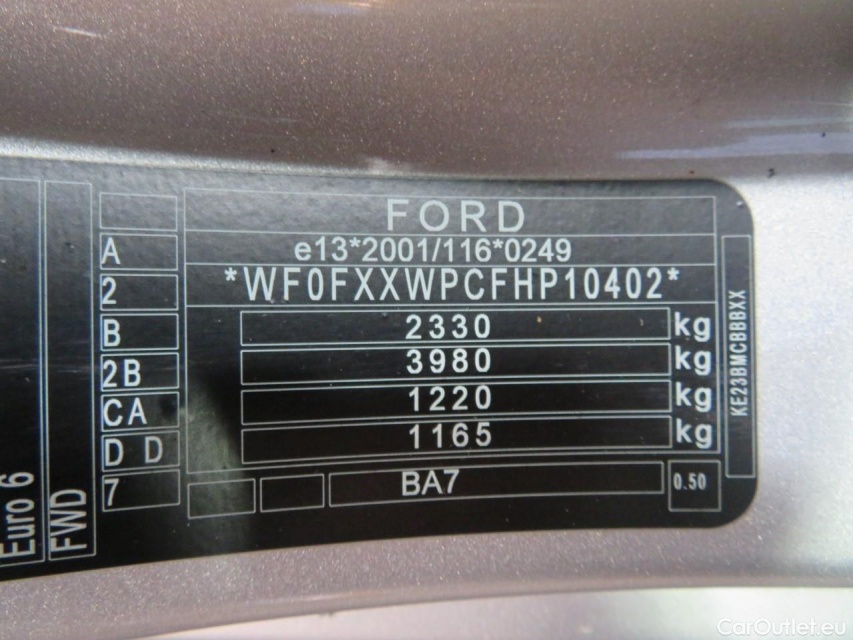 FORD
A e13*2001/116*0249
2 *WF0FXXWPCFHP10402*
B 2330 kg
2B 3980 kg
CA 1220 kg
D D 1165 kg
7 BA7 0.50
Euro 6
FWD
KE23BMCBBBXX
CarOutlet.eu